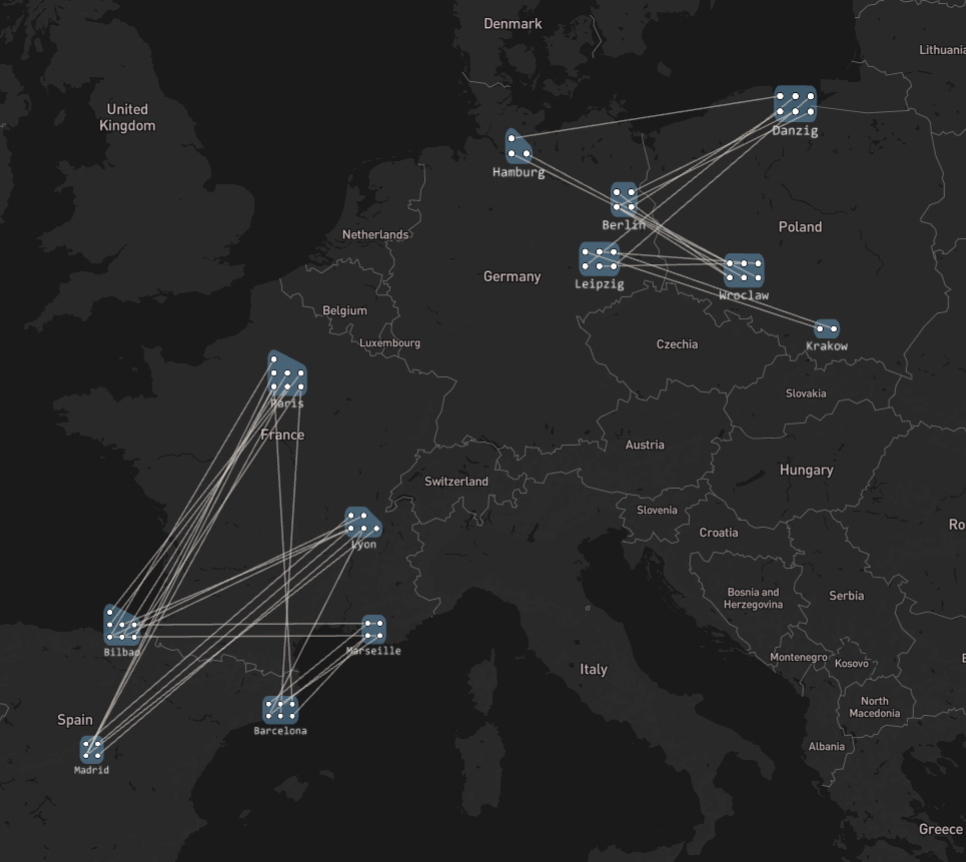 Denmark
Lithuania
United
Kingdom
Danzig
Hamburg
Berlin
Poland
Netherlands
Germany
Leipzig
Wroclaw
Belgium
Luxembourg
Czechia
Krakow
Slovakia
Paris
France
Austria
Hungary
Switzerland
Slovenia
Croatia
Ro
Lyon
Bosnia and
Herzegovina
Serbia
Bilbao
Marseille
Montenegro
Kosovo
E
Italy
North
Macedonia
Spain
Barcelona
Albania
Madrid
Greece